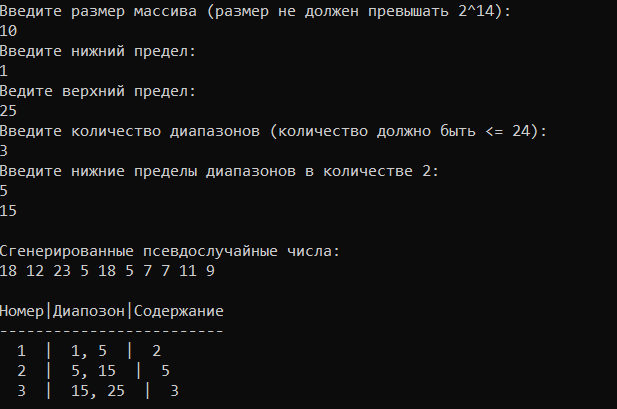 Введите размер массива (размер не должен превышать 2^14):
10
Введите нижний предел:
1
Ведите верхний предел:
25
Введите количество диапазонов (количество должно быть <= 24):
3
Введите нижние пределы диапазонов в количестве 2:
5
15
Сгенерированные псевдослучайные числа:
18 12 23 5 18 5 7 7 11 9
Номер|Диапозон|Содержание
-------------------------
1 | 1, 5 | 2
2 | 5, 15 | 5
3 | 15, 25 | 3